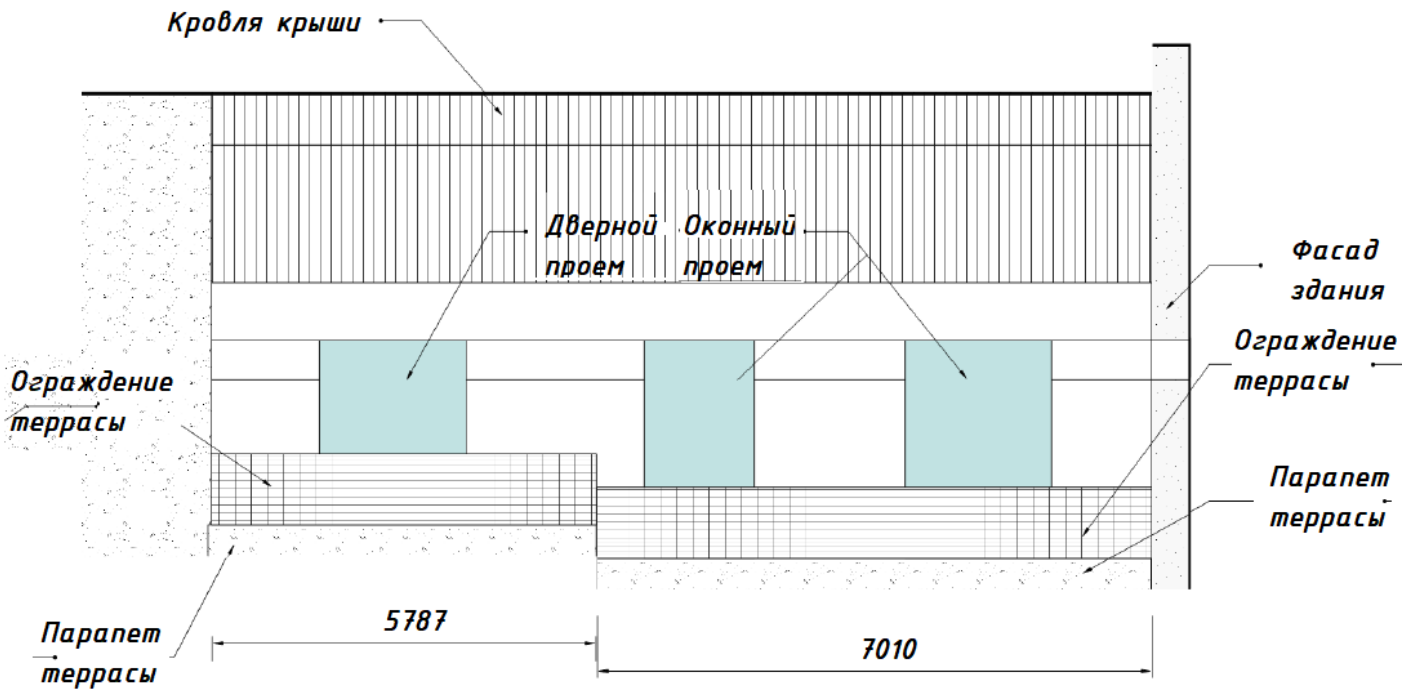 Кровля крыши
Дверной
проем
Оконный
проем
Фасад
здания
Ограждение
террасы
Ограждение
террасы
Парапет
террасы
Парапет
террасы
5787
7010